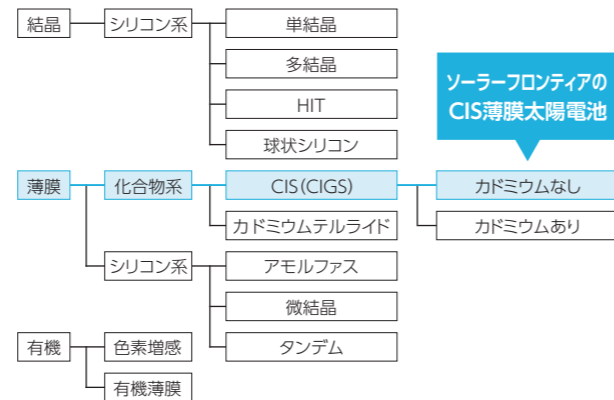 結晶
シリコン系
単結晶
多結晶
HIT
球状シリコン
ソーラーフロンティアの
CIS薄膜太陽電池
薄膜
化合物系
CIS(CIGS)
カドミウムなし
カドミウムテルライド
カドミウムあり
シリコン系
アモルファス
微結晶
タンデム
有機
色素増感
有機薄膜